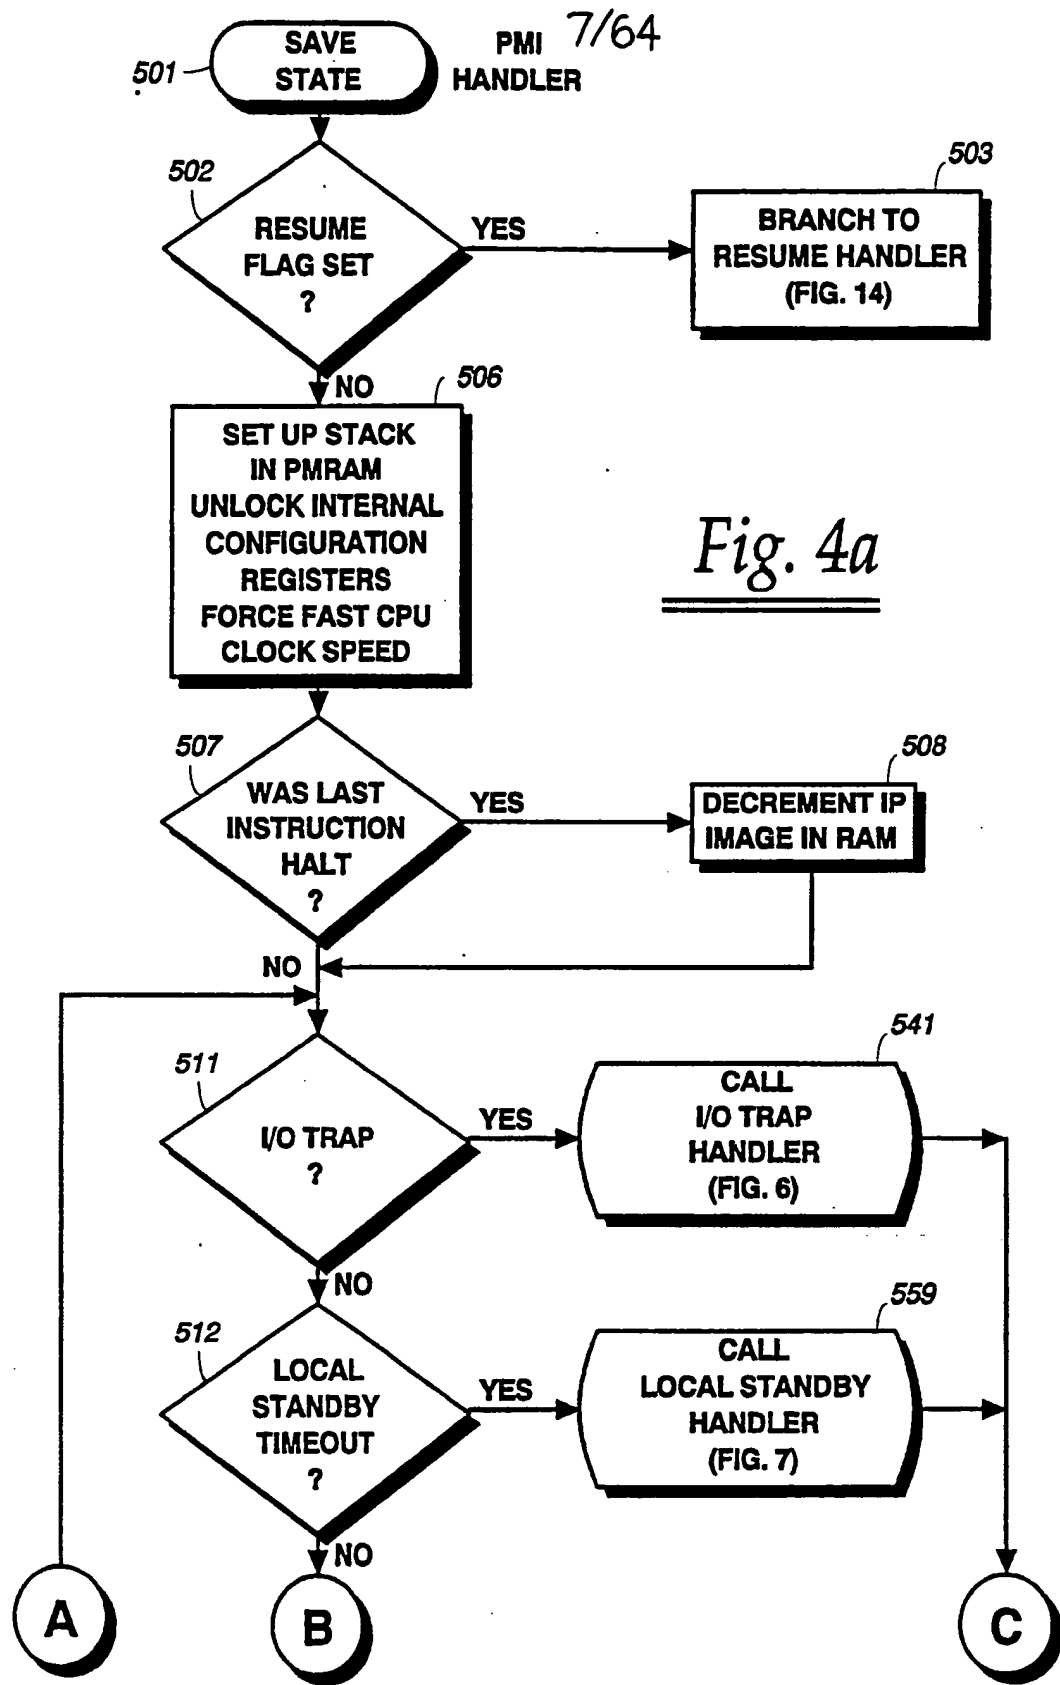 7/64
SAVE
STATE
501
PMI
HANDLER
502
RESUME
FLAG SET
?
YES
503
BRANCH TO
RESUME HANDLER
(FIG. 14)
NO
506
SET UP STACK
IN PMRAM
UNLOCK INTERNAL
CONFIGURATION
REGISTERS
FORCE FAST CPU
CLOCK SPEED
Fig. 4a
507
WAS LAST
INSTRUCTION
HALT
?
YES
508
DECREMENT IP
IMAGE IN RAM
NO
511
I/O TRAP
?
YES
541
CALL
I/O TRAP
HANDLER
(FIG. 6)
NO
512
LOCAL
STANDBY
TIMEOUT
?
YES
559
CALL
LOCAL STANDBY
HANDLER
(FIG. 7)
NO
A
B
C